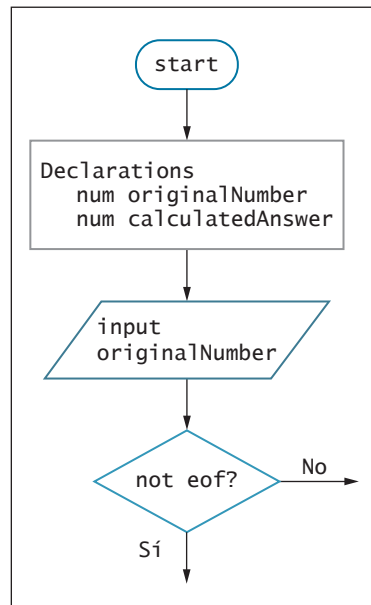 start
Declarations
num originalNumber
num calculatedAnswer
input
originalNumber
not eof?
No
Sí